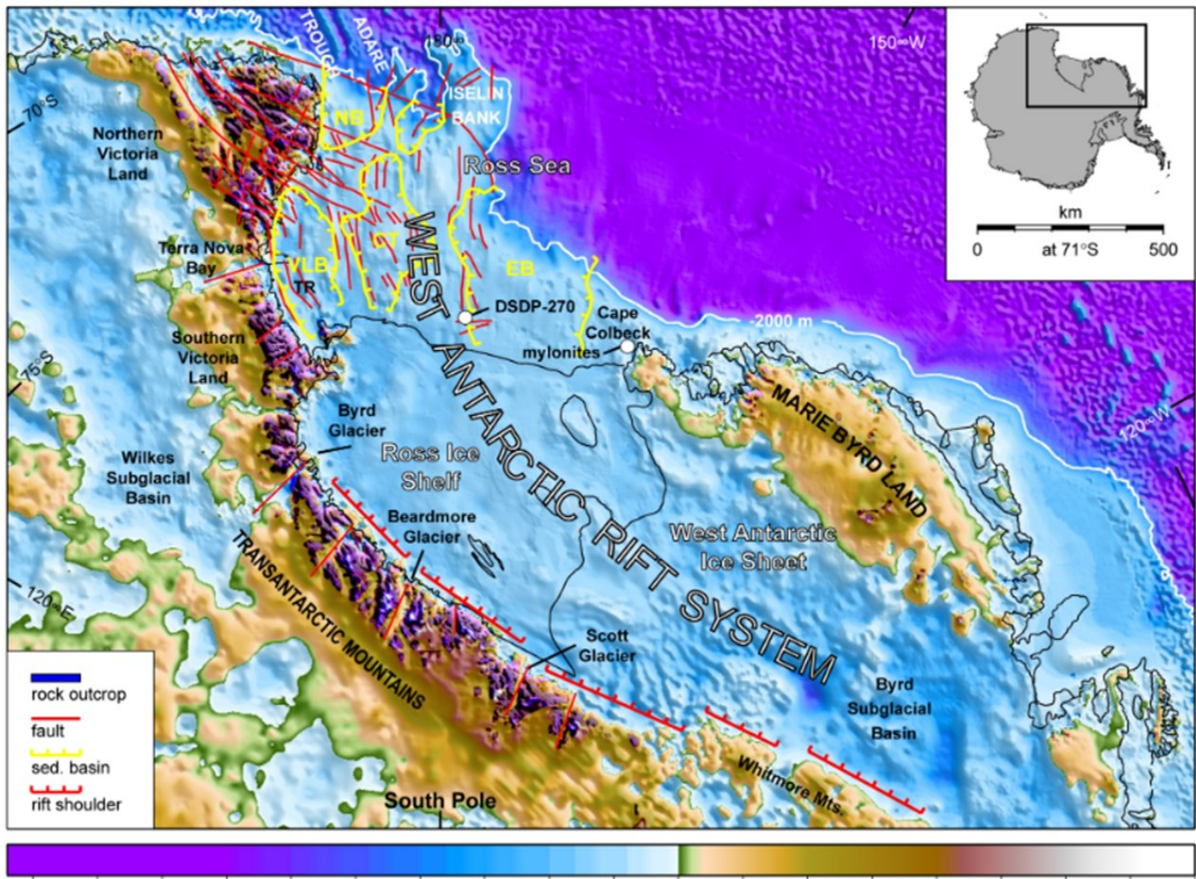 TROUGH
ADARE
180∞
150∞W
ISELIN
BANK
NB
70°S
Northern
Victoria
Land
Ross Sea
km
0
at 71°S
500
Terra Nova
Bay
VLB
TR
CT
EB
DSDP-270
Cape
Colbeck
mylonites
-2000 m
Southern
Victoria
Land
75°S
WEST ANTARCTIC RIFT SYSTEM
MARIE BYRD LAND
120∞W
Byrd
Glacier
Ross Ice
Shelf
Wilkes
Subglacial
Basin
Beardmore
Glacier
West Antarctic
Ice Sheet
TRANSANTARCTIC MOUNTAINS
120∞E
Scott
Glacier
Byrd
Subglacial
Basin
rock outcrop
fault
sed. basin
rift shoulder
Whitmore Mts.
South Pole